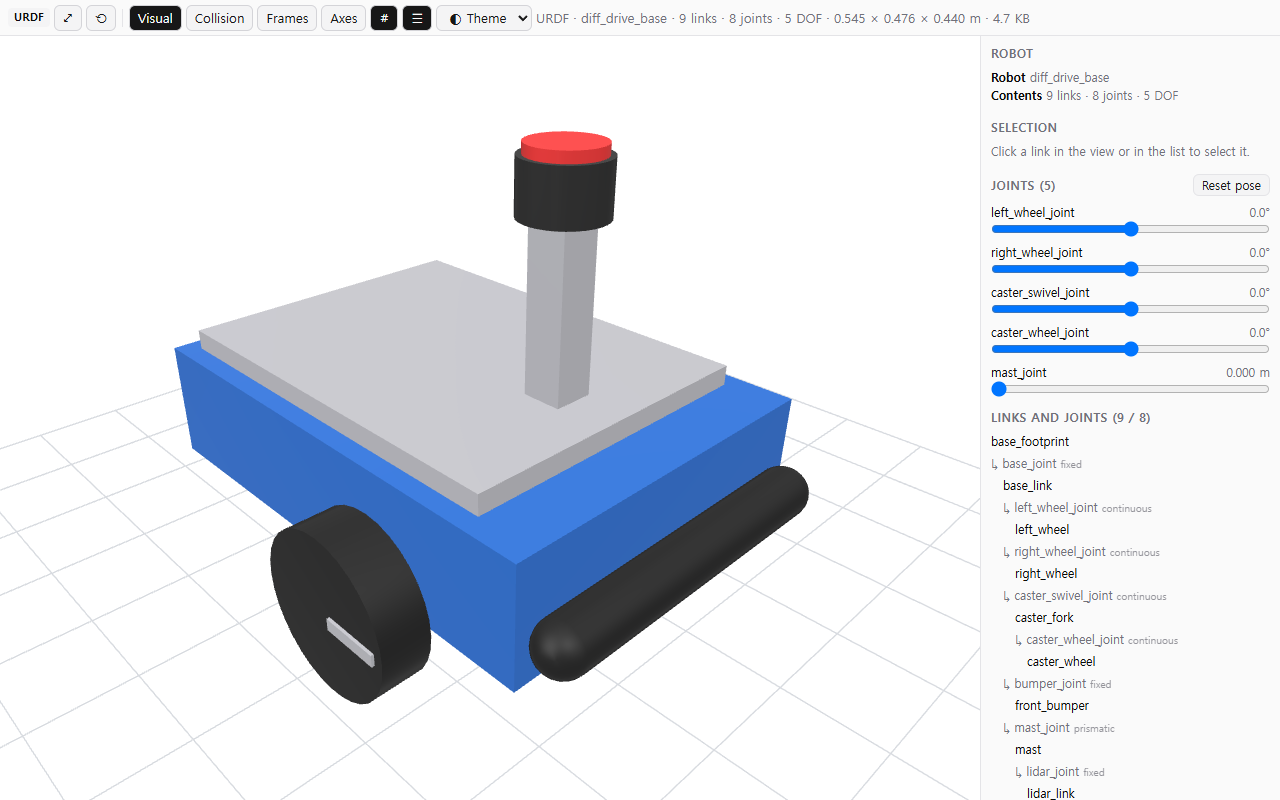 URDF ⤢ ⟲ Visual Collision Frames Axes # ☰ ◐ Theme URDF · diff_drive_base · 9 links · 8 joints · 5 DOF · 0.545 × 0.476 × 0.440 m · 4.7 KB
ROBOT
Robot diff_drive_base
Contents 9 links · 8 joints · 5 DOF
SELECTION
Click a link in the view or in the list to select it.
JOINTS (5) Reset pose
left_wheel_joint 0.0°
right_wheel_joint 0.0°
caster_swivel_joint 0.0°
caster_wheel_joint 0.0°
mast_joint 0.000 m
LINKS AND JOINTS (9 / 8)
base_footprint
↳ base_joint fixed
base_link
↳ left_wheel_joint continuous
left_wheel
↳ right_wheel_joint continuous
right_wheel
↳ caster_swivel_joint continuous
caster_fork
↳ caster_wheel_joint continuous
caster_wheel
↳ bumper_joint fixed
front_bumper
↳ mast_joint prismatic
mast
↳ lidar_joint fixed
lidar_link